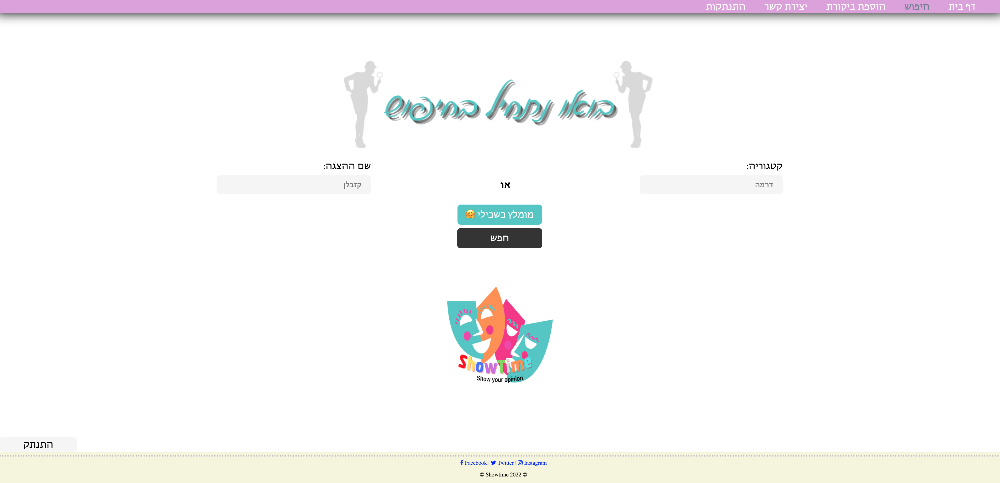 דף בית חיפוש הוספת ביקורת יצירת קשר התנתקות
בואו נתחיל בחיפוש
קטגוריה:
דרמה
או
שם ההצגה:
קזבלן
מומלץ בשבילי 🤗
חפש
ShowTime
Show your opinion
התנתק
Facebook | Twitter | Instagram
© Showtime 2022 ©